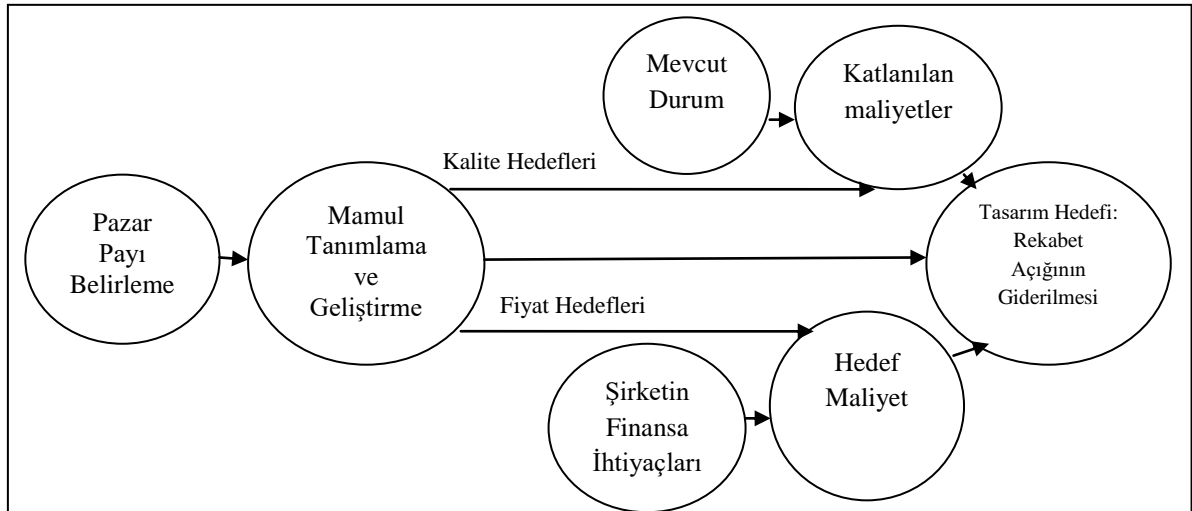 Mevcut
Durum
Katlanılan
maliyetler
Kalite Hedefleri
Pazar
Payı
Belirleme
Mamul
Tanımlama
ve
Geliştirme
Tasarım Hedefi:
Rekabet
Açığının
Giderilmesi
Fiyat Hedefleri
Hedef
Maliyet
Şirketin
Finansa
İhtiyaçları